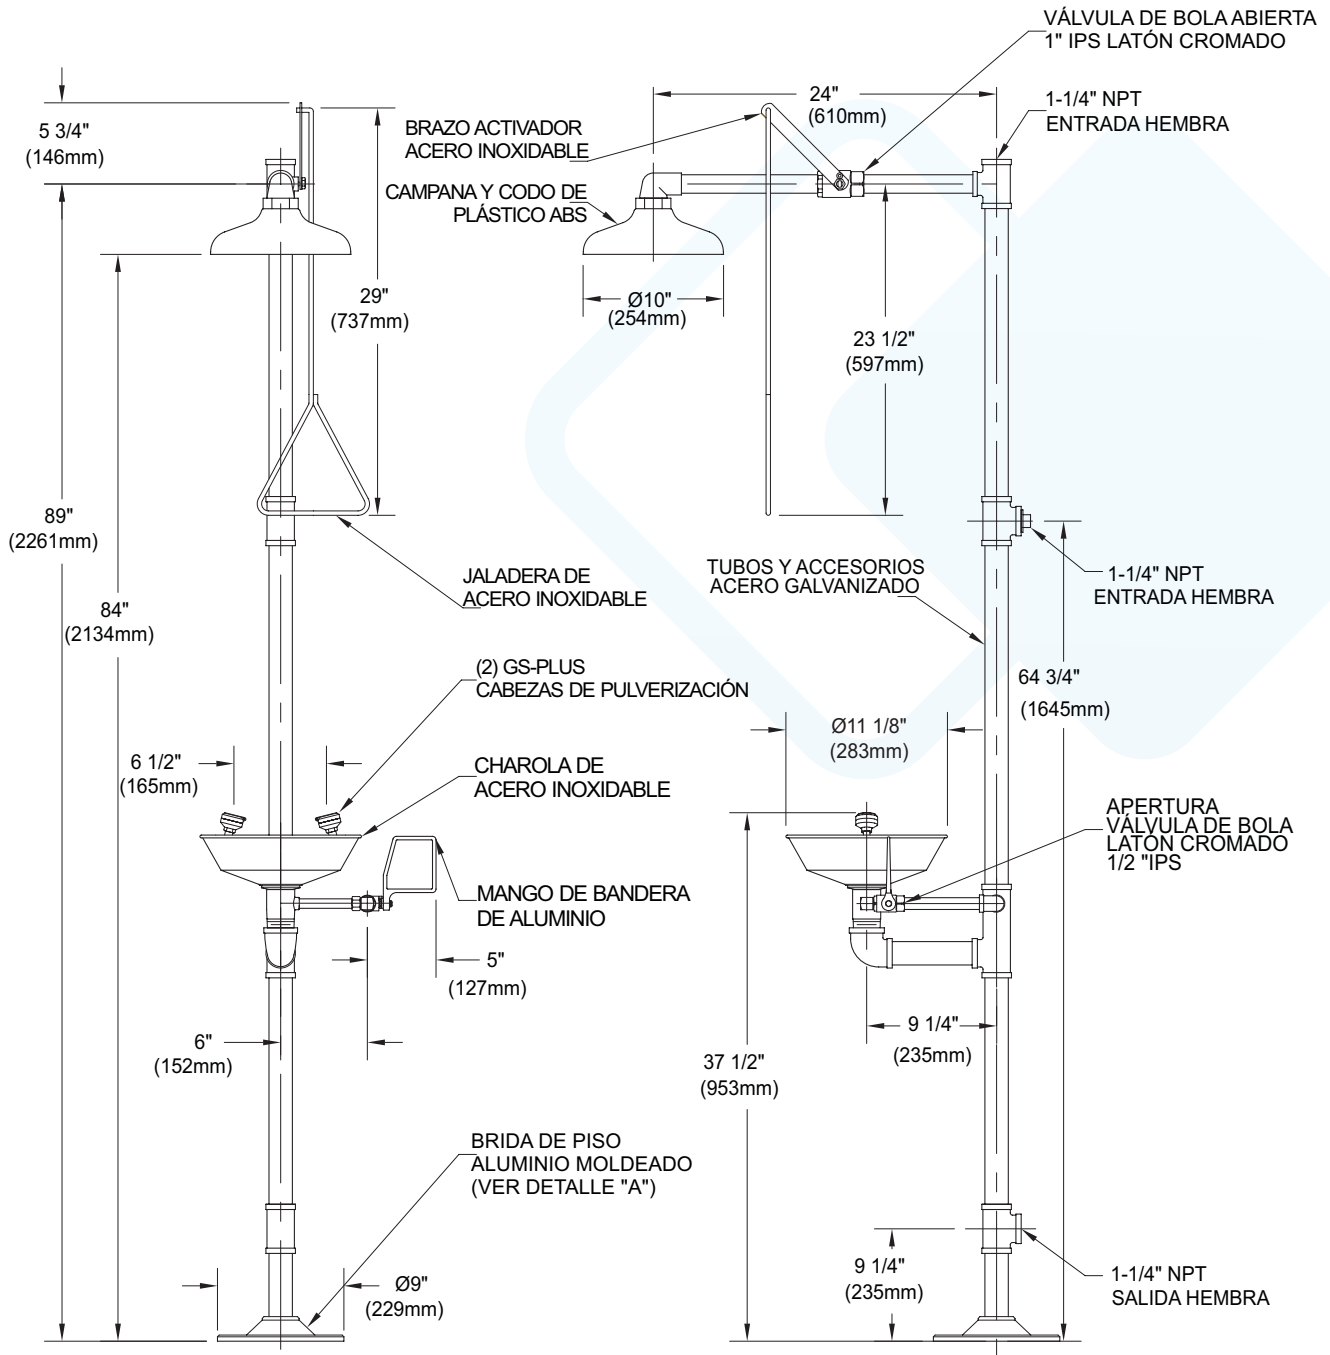 VÁLVULA DE BOLA ABIERTA
1" IPS LATÓN CROMADO
24"
(610mm)
1-1/4" NPT
ENTRADA HEMBRA
5 3/4"
(146mm)
BRAZO ACTIVADOR
ACERO INOXIDABLE
CAMPANA Y CODO DE
PLÁSTICO ABS
29"
(737mm)
Ø10"
(254mm)
23 1/2"
(597mm)
89"
(2261mm)
84"
(2134mm)
JALADERA DE
ACERO INOXIDABLE
TUBOS Y ACCESORIOS
ACERO GALVANIZADO
1-1/4" NPT
ENTRADA HEMBRA
(2) GS-PLUS
CABEZAS DE PULVERIZACIÓN
64 3/4"
(1645mm)
6 1/2"
(165mm)
CHAROLA DE
ACERO INOXIDABLE
Ø11 1/8"
(283mm)
APERTURA
VÁLVULA DE BOLA
LATÓN CROMADO
1/2 "IPS
MANGO DE BANDERA
DE ALUMINIO
5"
(127mm)
6"
(152mm)
9 1/4"
(235mm)
37 1/2"
(953mm)
BRIDA DE PISO
ALUMINIO MOLDEADO
(VER DETALLE "A")
Ø9"
(229mm)
9 1/4"
(235mm)
1-1/4" NPT
SALIDA HEMBRA